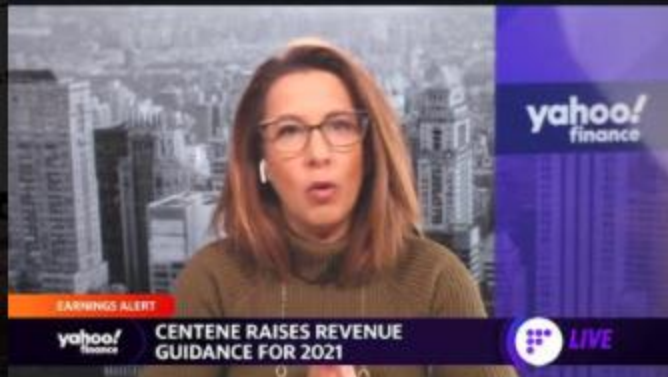 yahoo!
finance
EARNINGS ALERT
yahoo!
finance
CENTENE RAISES REVENUE
GUIDANCE FOR 2021
LIVE